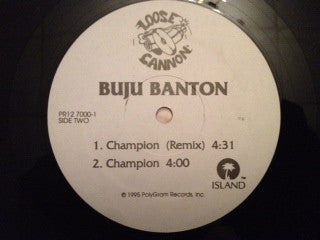 LOOSE
CANNON
BUJU BANTON
PR12 7000-1
SIDE TWO
1. Champion (Remix) 4:31
2. Champion 4:00
ISLAND
TM
℗ 1995 PolyGram Records, Inc.